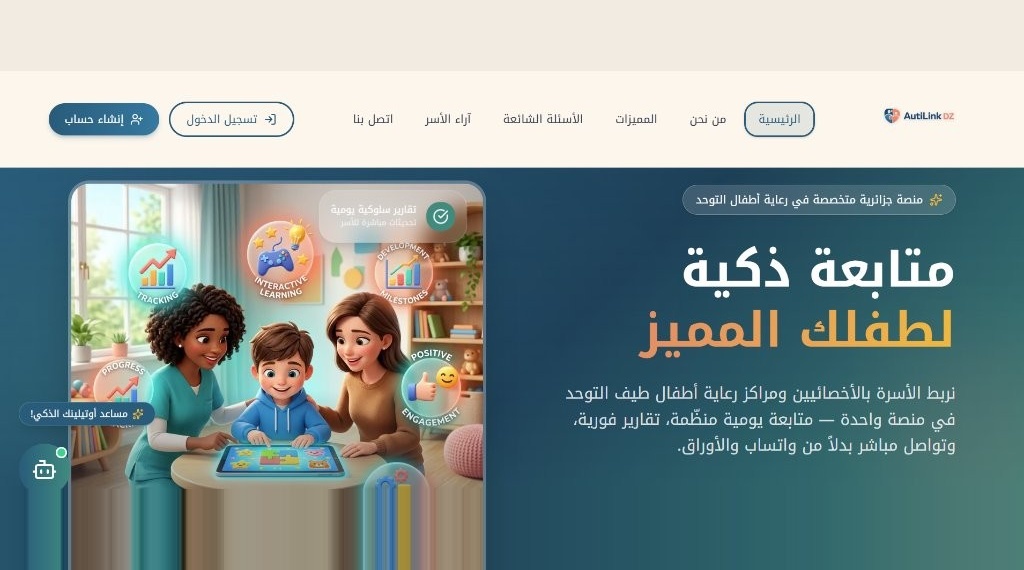 AutiLink DZ
الرئيسية
من نحن
المميزات
الأسئلة الشائعة
آراء الأسر
اتصل بنا
تسجيل الدخول
إنشاء حساب
منصة جزائرية متخصصة في رعاية أطفال التوحد
متابعة ذكية
لطفلك المميز
نربط الأسرة بالأخصائيين ومراكز رعاية أطفال طيف التوحد
في منصة واحدة — متابعة يومية منظّمة، تقارير فورية،
وتواصل مباشر بدلاً من واتساب والأوراق.
تقارير سلوكية يومية
تحديثات مباشرة للأسر
DEVELOPMENT
MILESTONES
INTERACTIVE
LEARNING
TRACKING
POSITIVE
ENGAGEMENT
PROGRESS
مساعد أوتيلينك الذكي!